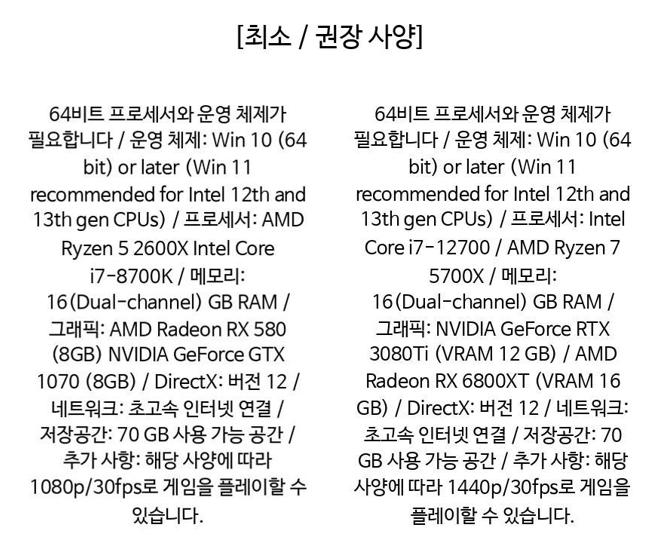 [최소 / 권장 사양]
64비트 프로세서와 운영 체제가
필요합니다 / 운영 체제: Win 10 (64
bit) or later (Win 11
recommended for Intel 12th and
13th gen CPUs) / 프로세서: AMD
Ryzen 5 2600X Intel Core
i7-8700K / 메모리:
16(Dual-channel) GB RAM /
그래픽: AMD Radeon RX 580
(8GB) NVIDIA GeForce GTX
1070 (8GB) / DirectX: 버전 12 /
네트워크: 초고속 인터넷 연결 /
저장공간: 70 GB 사용 가능 공간 /
추가 사항: 해당 사양에 따라
1080p/30fps로 게임을 플레이할 수
있습니다.
64비트 프로세서와 운영 체제가
필요합니다 / 운영 체제: Win 10 (64
bit) or later (Win 11
recommended for Intel 12th and
13th gen CPUs) / 프로세서: Intel
Core i7-12700 / AMD Ryzen 7
5700X / 메모리:
16(Dual-channel) GB RAM /
그래픽: NVIDIA GeForce RTX
3080Ti (VRAM 12 GB) / AMD
Radeon RX 6800XT (VRAM 16
GB) / DirectX: 버전 12 / 네트워크:
초고속 인터넷 연결 / 저장공간: 70
GB 사용 가능 공간 / 추가 사항: 해당
사양에 따라 1440p/30fps로 게임을
플레이할 수 있습니다.